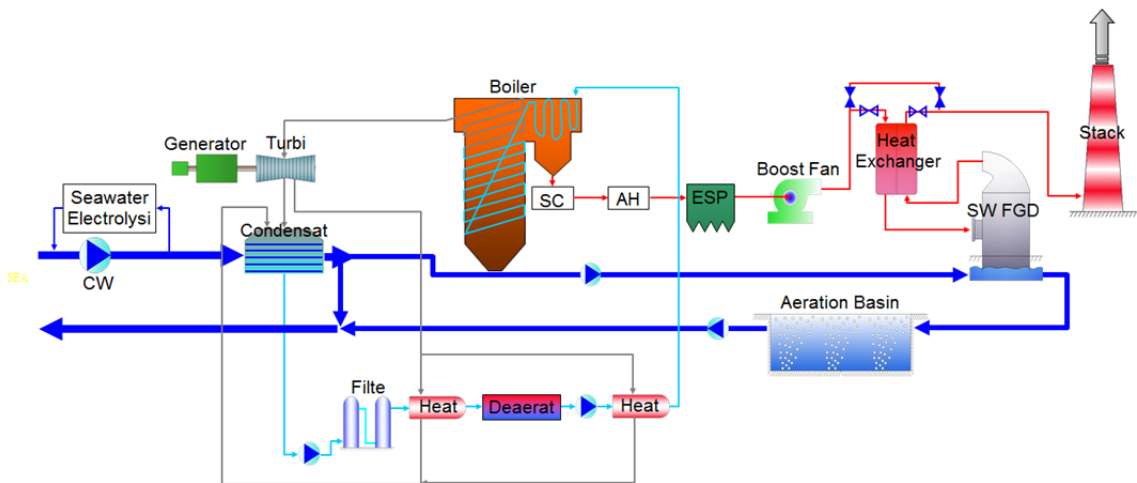 Boiler
Generator
Turbi
Seawater
Electrolysi
CW
SEA
Condensat
SC
AH
ESP
Boost Fan
Heat
Exchanger
SW FGD
Stack
Aeration Basin
Filte
Heat
Deaerat
Heat